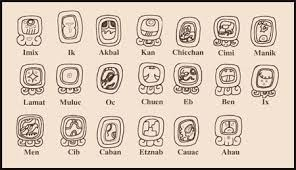 Imix Ik Akbal Kan Chicchan Cimi Manik
Lamat Muluc Oc Chuen Eb Ben Ix
Men Cib Caban Etznab Cauac Ahau